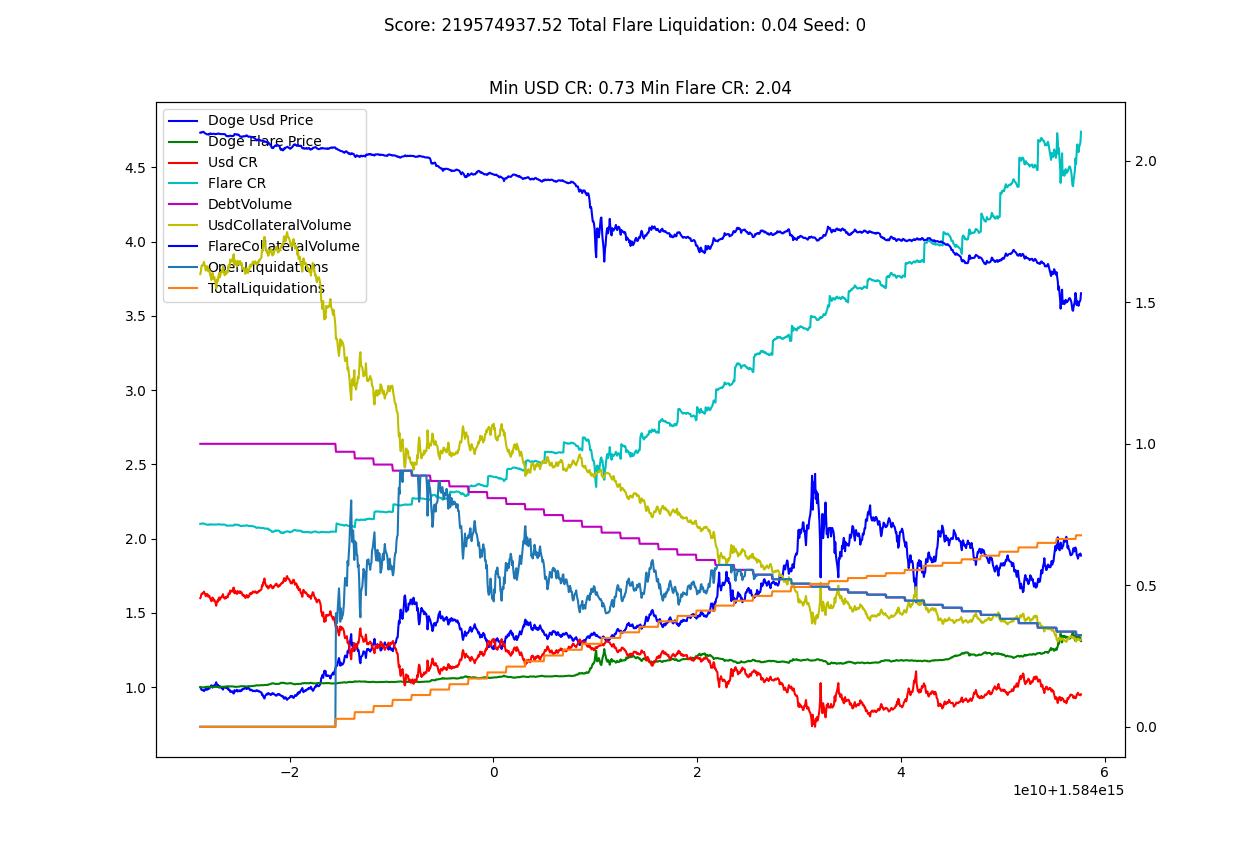 Score: 219574937.52 Total Flare Liquidation: 0.04 Seed: 0
Min USD CR: 0.73 Min Flare CR: 2.04
Doge Usd Price
Doge Flare Price
Usd CR
Flare CR
DebtVolume
UsdCollateralVolume
FlareCollateralVolume
OpenLiquidations
TotalLiquidations
4.5
4.0
3.5
3.0
2.5
2.0
1.5
1.0
2.0
1.5
1.0
0.5
0.0
−2
0
2
4
6
1e10+1.584e15